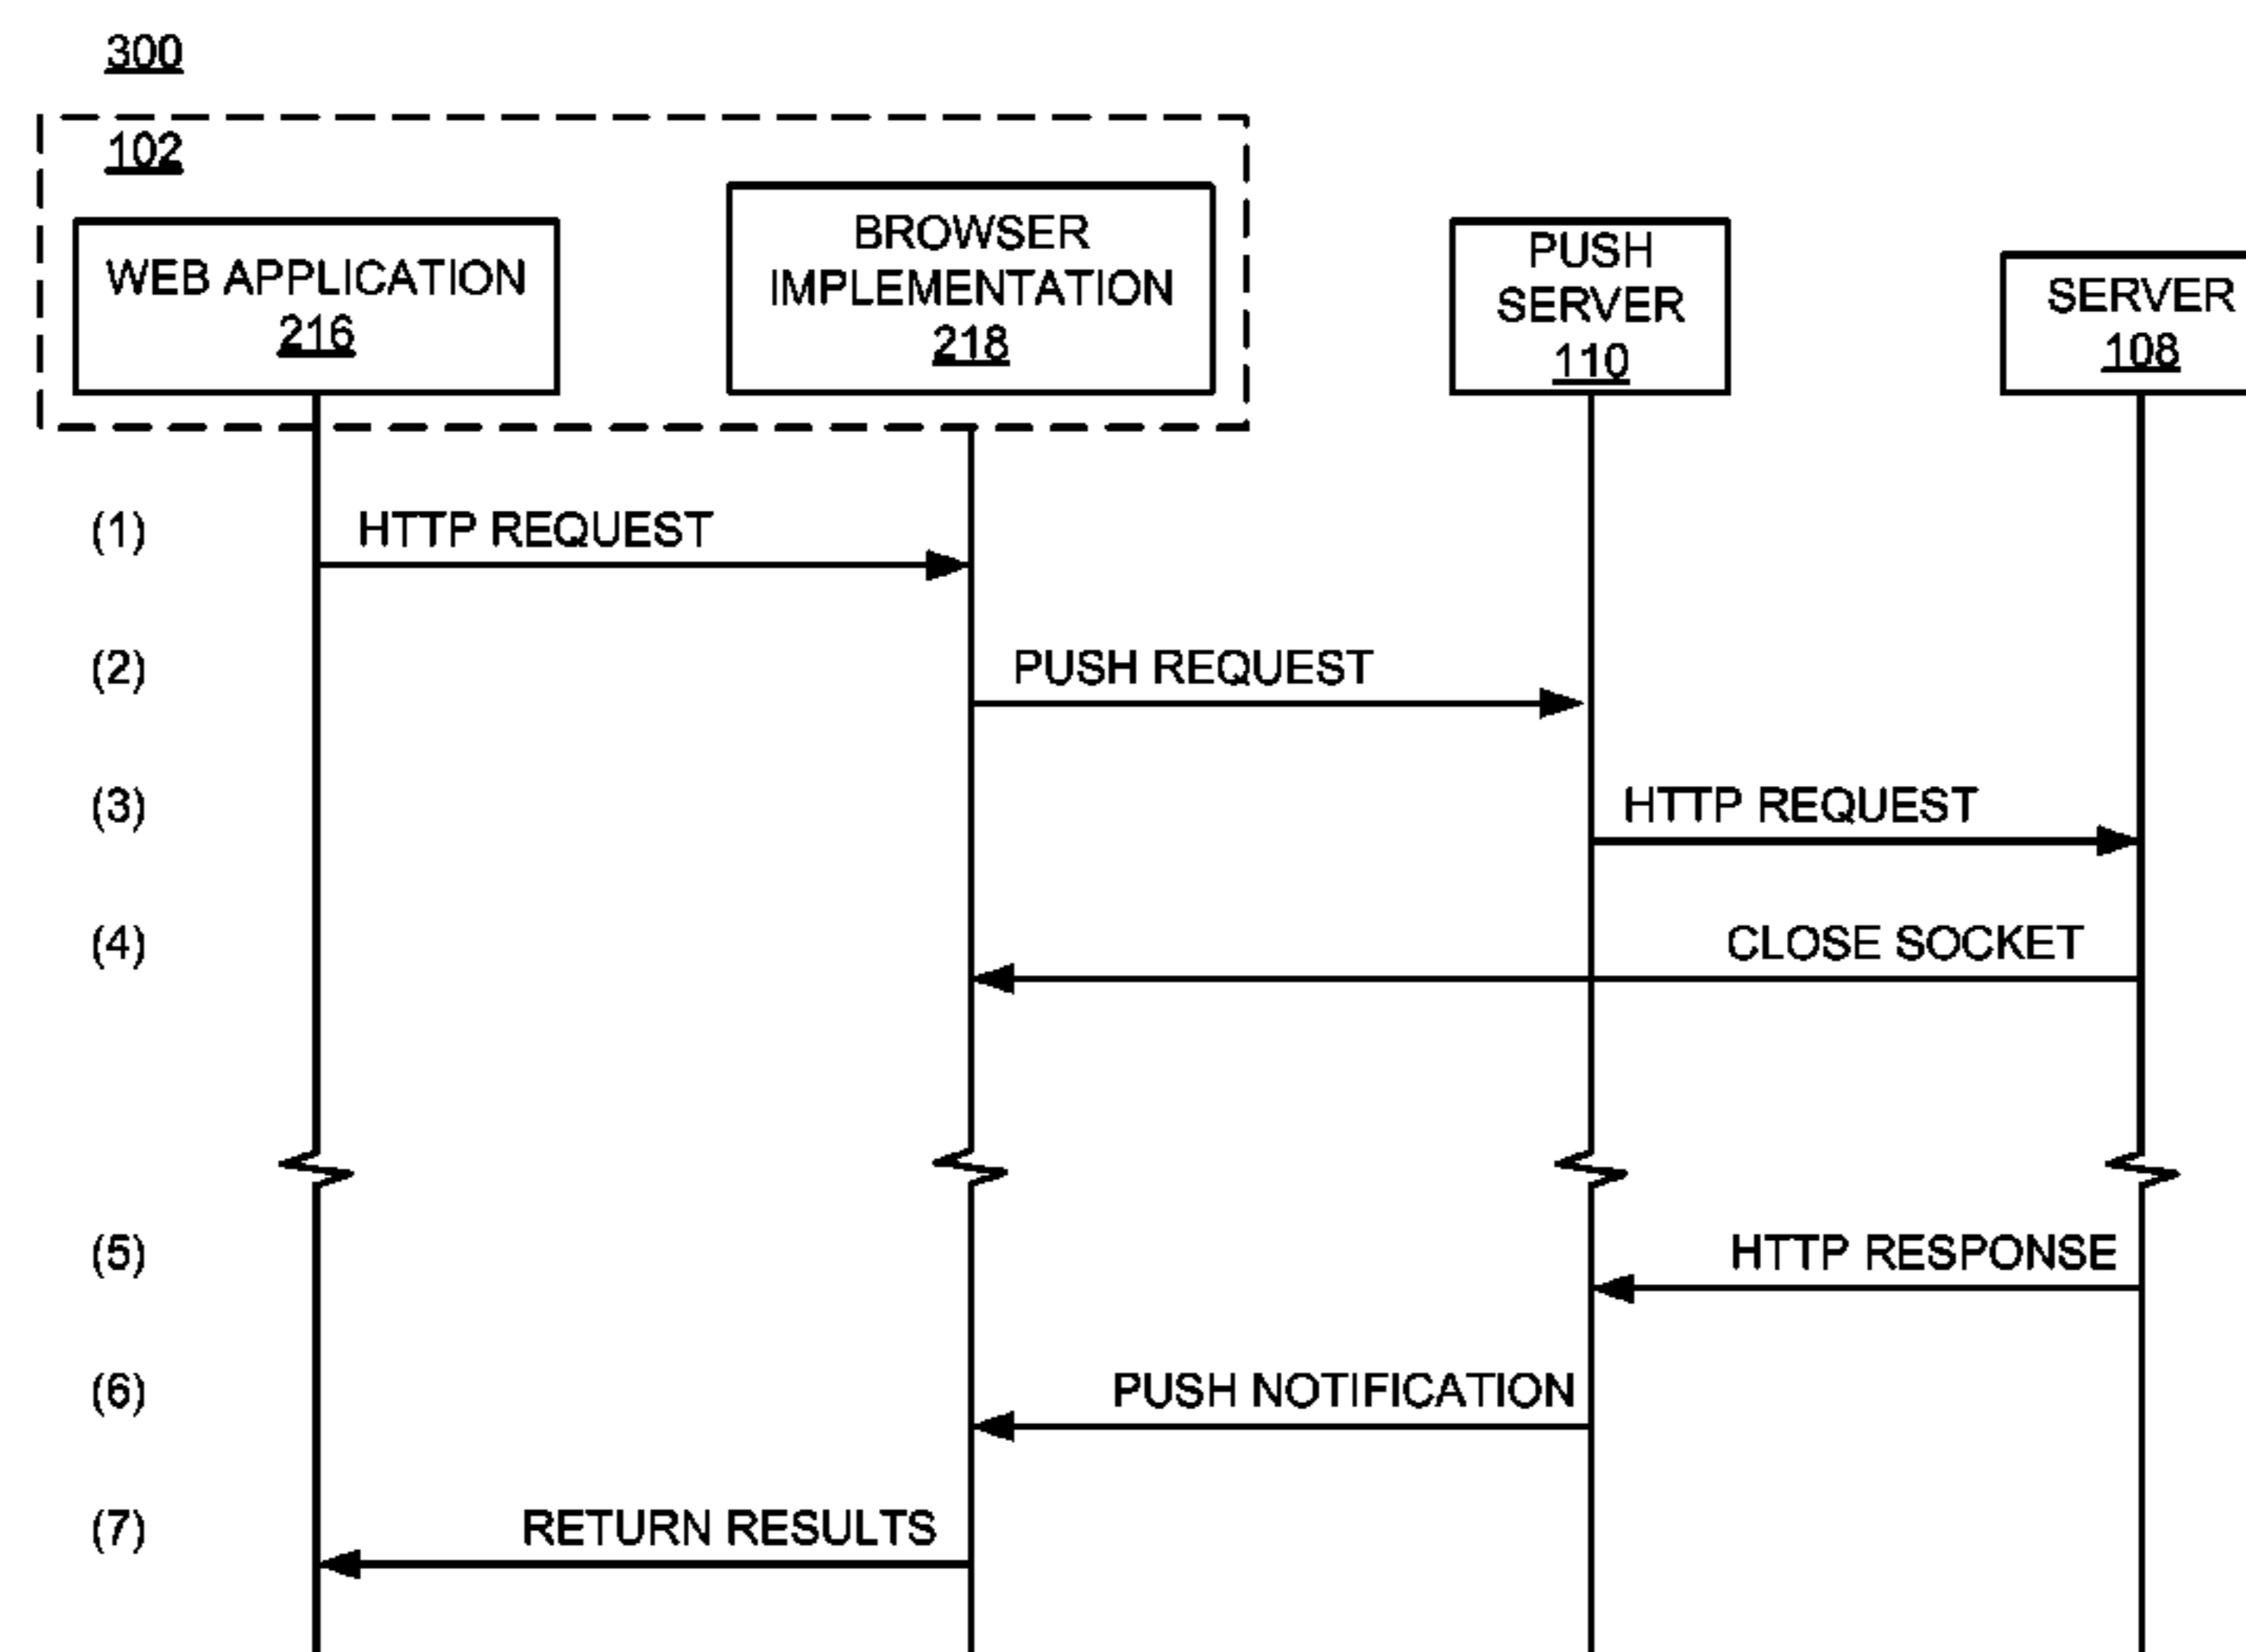 300
102
WEB APPLICATION
216
BROWSER
IMPLEMENTATION
218
PUSH
SERVER
110
SERVER
108
(1) HTTP REQUEST
(2) PUSH REQUEST
(3) HTTP REQUEST
(4) CLOSE SOCKET
(5) HTTP RESPONSE
(6) PUSH NOTIFICATION
(7) RETURN RESULTS